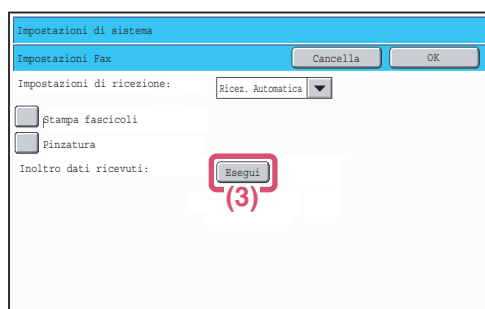 Impostazioni di sistema
Impostazioni Fax Cancella OK
Impostazioni di ricezione: Ricez. Automatica
Stampa fascicoli
Pinzatura
Inoltro dati ricevuti: Esegui
(3)